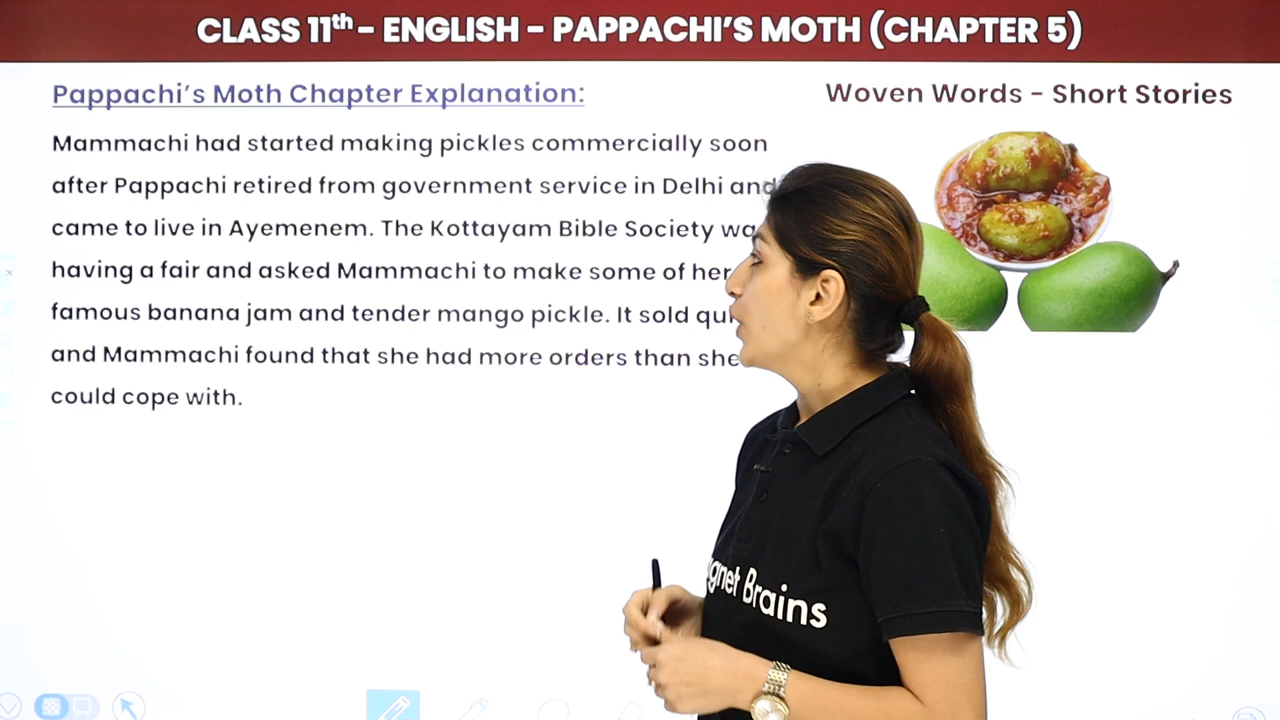 CLASS 11th – ENGLISH – PAPPACHI'S MOTH (CHAPTER 5)
Pappachi's Moth Chapter Explanation:
Woven Words – Short Stories
Mammachi had started making pickles commercially soon
after Pappachi retired from government service in Delhi and
came to live in Ayemenem. The Kottayam Bible Society
having a fair and asked Mammachi to make some of her
famous banana jam and tender mango pickle. It sold
and Mammachi found that she had more orders than she
could cope with.
Brains